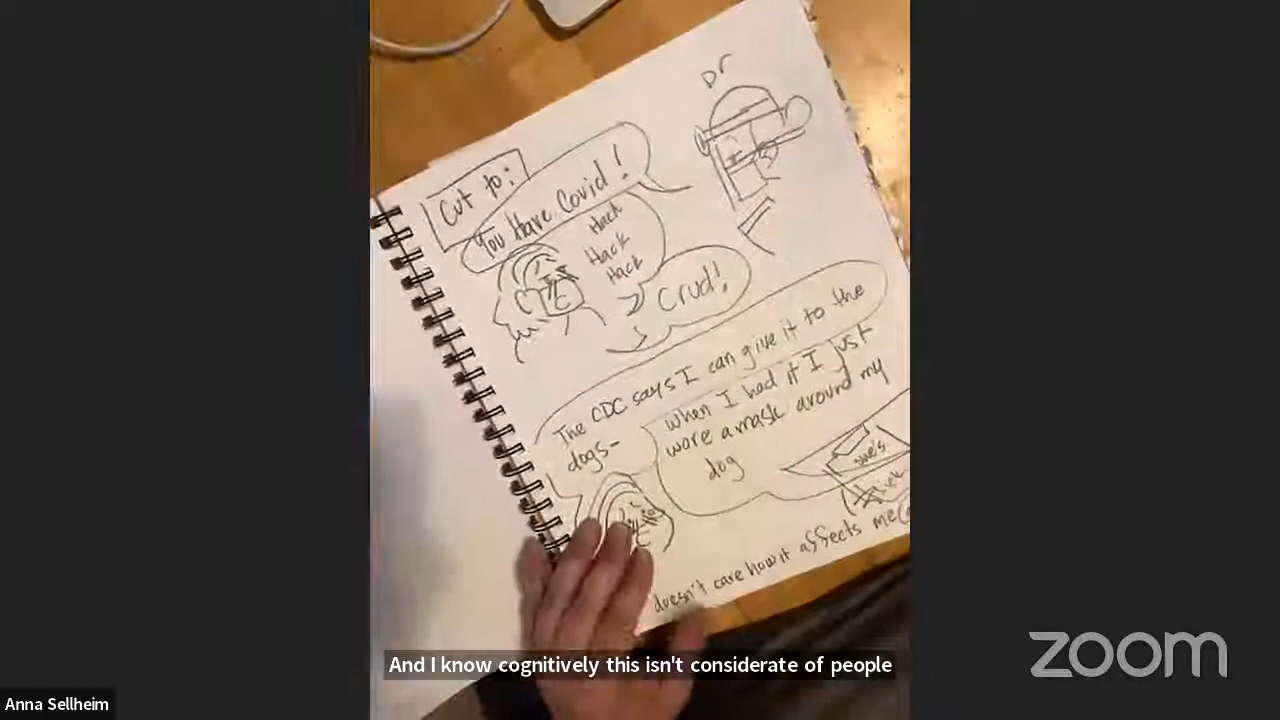 Dr
Cut to:
You Have Covid!
Hack
Hack
Hack
Crud!
The CDC says I can give it to the
dogs-
When I had it I just
wore a mask around my
dog
she's
doesn't care how it affects me
And I know cognitively this isn't considerate of people
Anna Sellheim
zoom